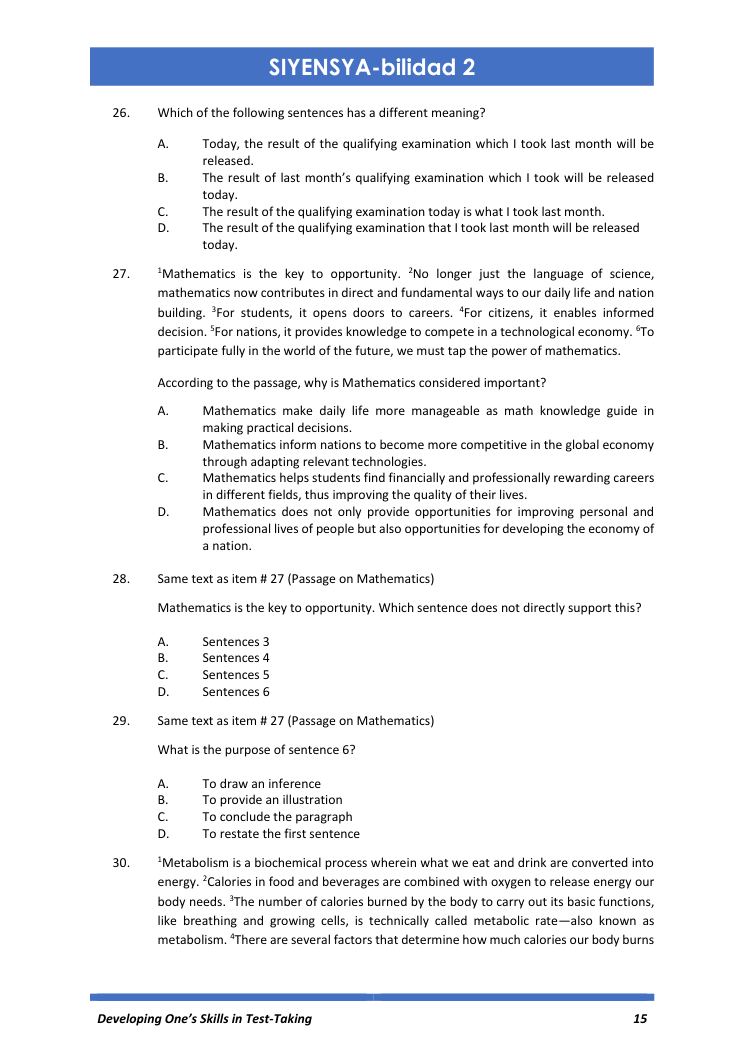 SIYENSYA-bilidad 2
26. Which of the following sentences has a different meaning?
A. Today, the result of the qualifying examination which I took last month will be
released.
B. The result of last month’s qualifying examination which I took will be released
today.
C. The result of the qualifying examination today is what I took last month.
D. The result of the qualifying examination that I took last month will be released
today.
27. ¹Mathematics is the key to opportunity. ²No longer just the language of science,
mathematics now contributes in direct and fundamental ways to our daily life and nation
building. ³For students, it opens doors to careers. ⁴For citizens, it enables informed
decision. ⁵For nations, it provides knowledge to compete in a technological economy. ⁶To
participate fully in the world of the future, we must tap the power of mathematics.
According to the passage, why is Mathematics considered important?
A. Mathematics make daily life more manageable as math knowledge guide in
making practical decisions.
B. Mathematics inform nations to become more competitive in the global economy
through adapting relevant technologies.
C. Mathematics helps students find financially and professionally rewarding careers
in different fields, thus improving the quality of their lives.
D. Mathematics does not only provide opportunities for improving personal and
professional lives of people but also opportunities for developing the economy of
a nation.
28. Same text as item # 27 (Passage on Mathematics)
Mathematics is the key to opportunity. Which sentence does not directly support this?
A. Sentences 3
B. Sentences 4
C. Sentences 5
D. Sentences 6
29. Same text as item # 27 (Passage on Mathematics)
What is the purpose of sentence 6?
A. To draw an inference
B. To provide an illustration
C. To conclude the paragraph
D. To restate the first sentence
30. ¹Metabolism is a biochemical process wherein what we eat and drink are converted into
energy. ²Calories in food and beverages are combined with oxygen to release energy our
body needs. ³The number of calories burned by the body to carry out its basic functions,
like breathing and growing cells, is technically called metabolic rate—also known as
metabolism. ⁴There are several factors that determine how much calories our body burns
Developing One’s Skills in Test-Taking 15